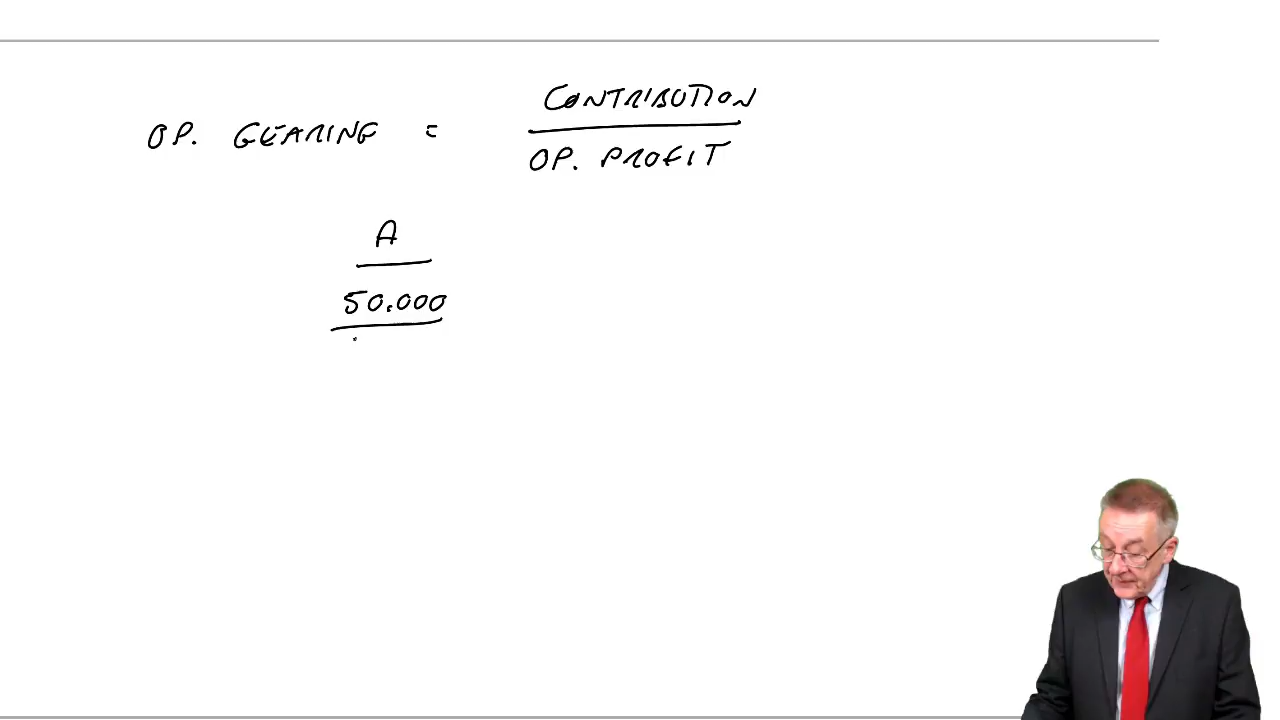 CONTRIBUTION
OP. GEARING =
OP. PROFIT
A
50.000